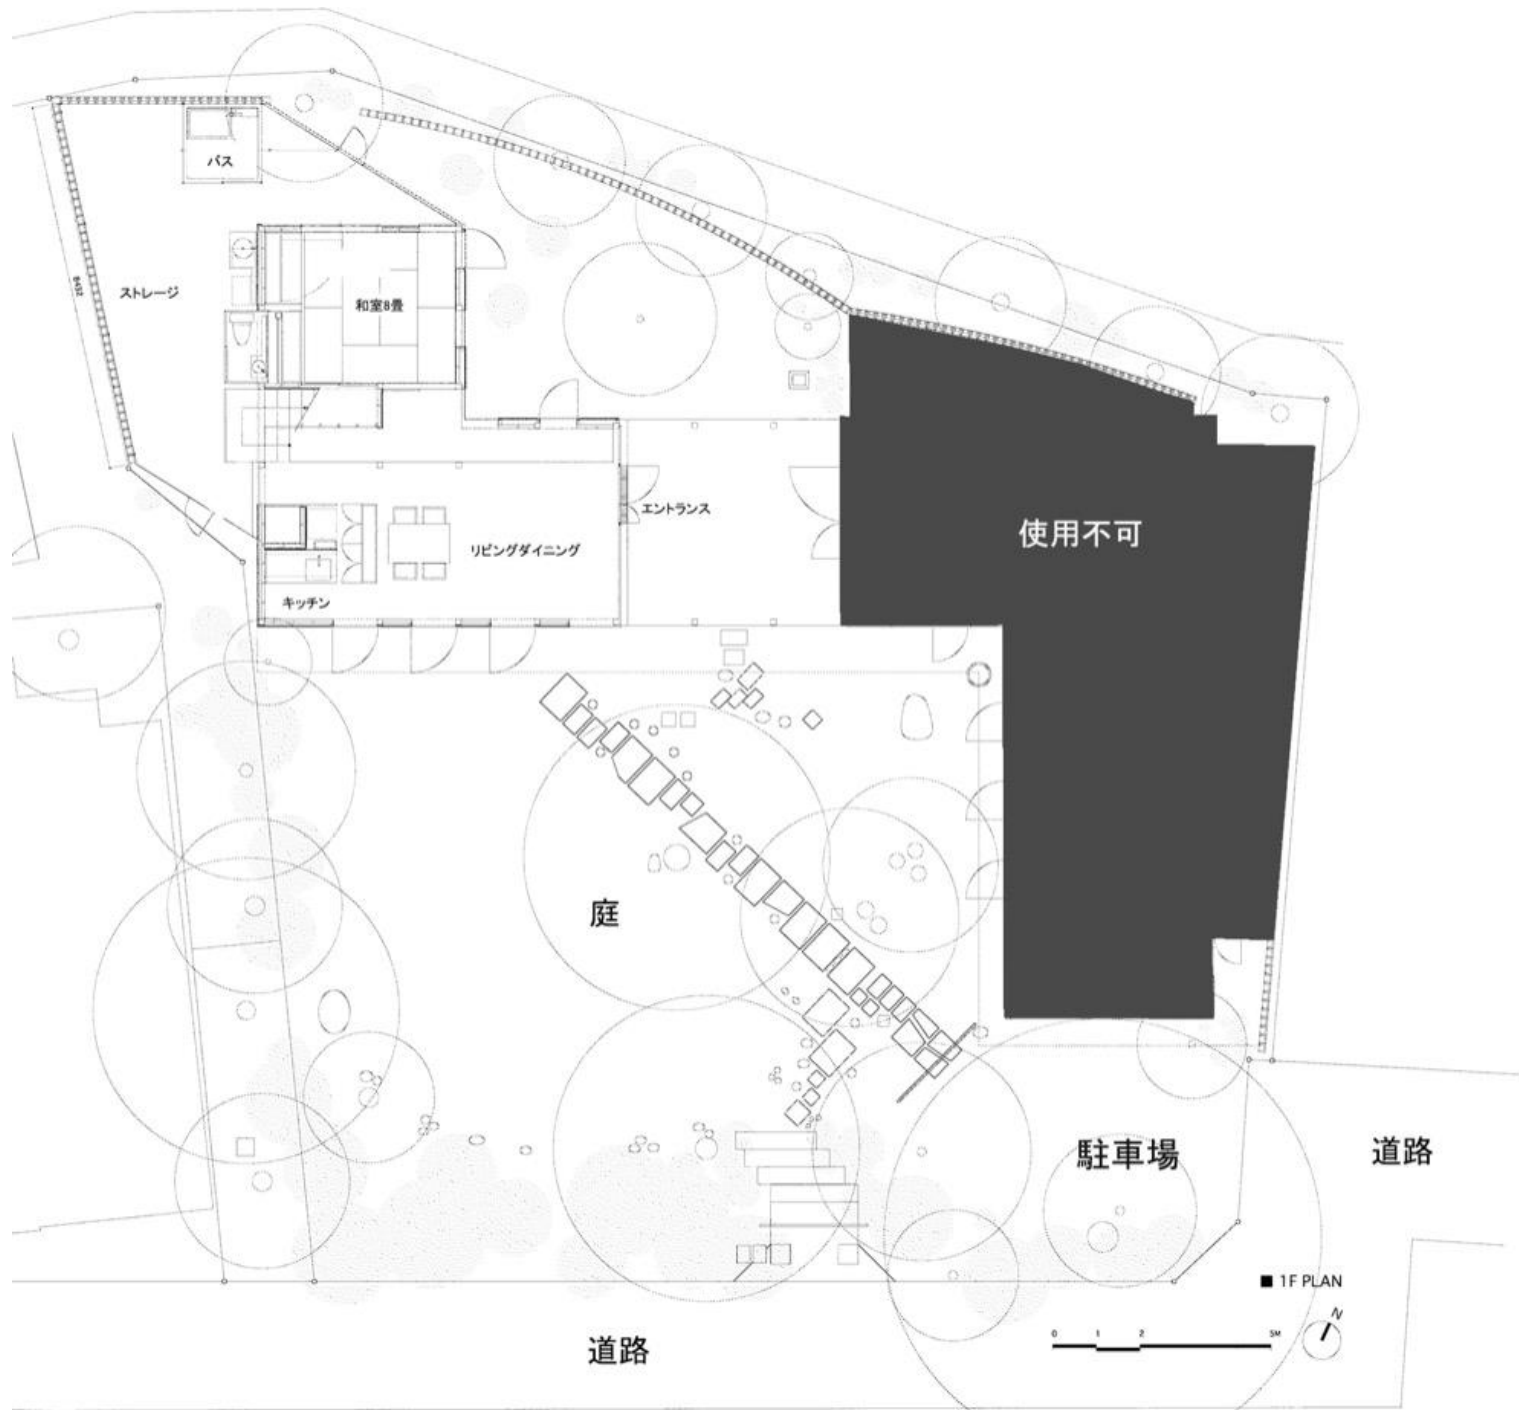 バス
ストレージ
和室8畳
8452
エントランス
使用不可
リビングダイニング
キッチン
庭
駐車場
道路
■ 1F PLAN
N
0 1 2 5M
道路